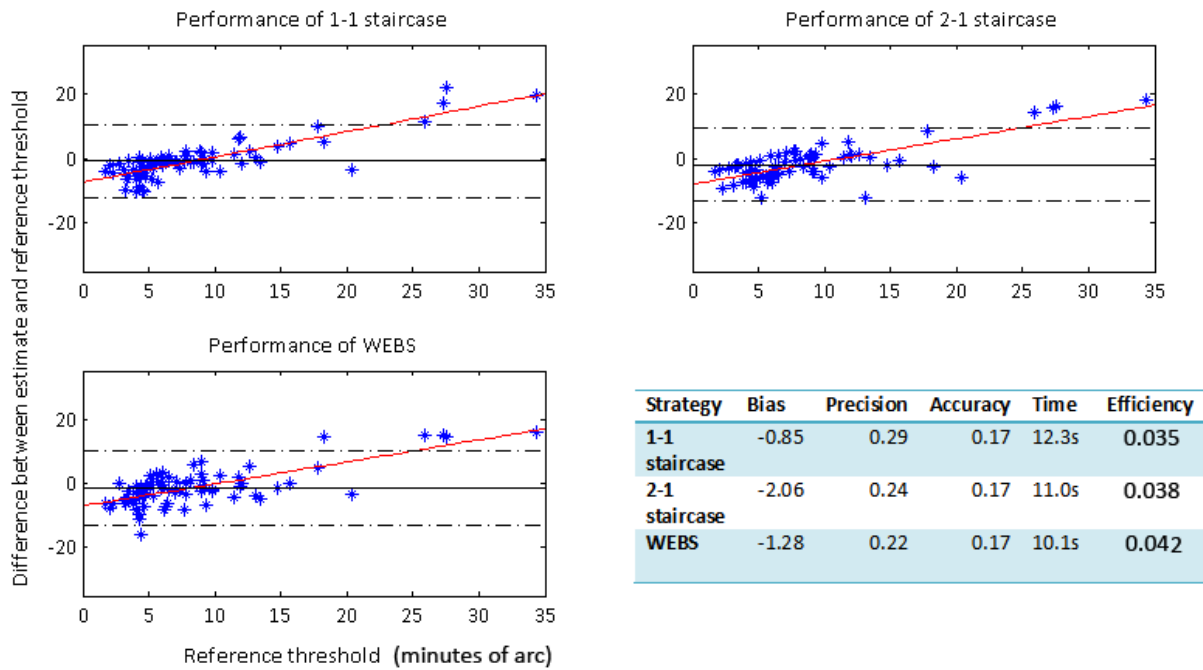 Performance of 1-1 staircase
20
0
-20
0 5 10 15 20 25 30 35
Performance of 2-1 staircase
20
0
-20
0 5 10 15 20 25 30 35
Difference between estimate and reference threshold
Performance of WEBS
20
0
-20
0 5 10 15 20 25 30 35
Reference threshold (minutes of arc)
Strategy Bias Precision Accuracy Time Efficiency
1-1 -0.85 0.29 0.17 12.3s 0.035
staircase
2-1 -2.06 0.24 0.17 11.0s 0.038
staircase
WEBS -1.28 0.22 0.17 10.1s 0.042